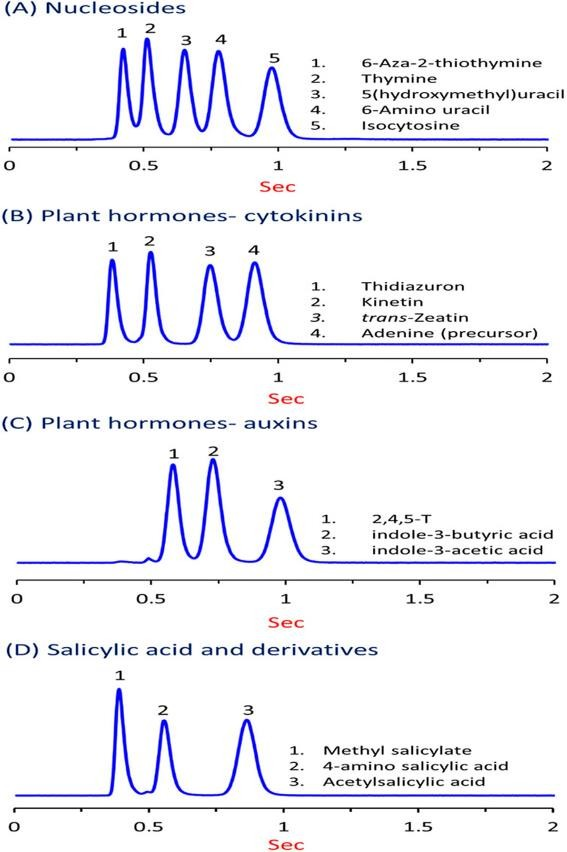 (A) Nucleosides
1 2 3 4 5
1. 6-Aza-2-thiothymine
2. Thymine
3. 5(hydroxymethyl)uracil
4. 6-Amino uracil
5. Isocytosine
0 0.5 1 1.5 2
Sec
(B) Plant hormones- cytokinins
1 2 3 4
1. Thidiazuron
2. Kinetin
3. trans-Zeatin
4. Adenine (precursor)
0 0.5 1 1.5 2
Sec
(C) Plant hormones- auxins
1 2 3
1. 2,4,5-T
2. indole-3-butyric acid
3. indole-3-acetic acid
0 0.5 1 1.5 2
Sec
(D) Salicylic acid and derivatives
1 2 3
1. Methyl salicylate
2. 4-amino salicylic acid
3. Acetylsalicylic acid
0 0.5 1 1.5 2
Sec